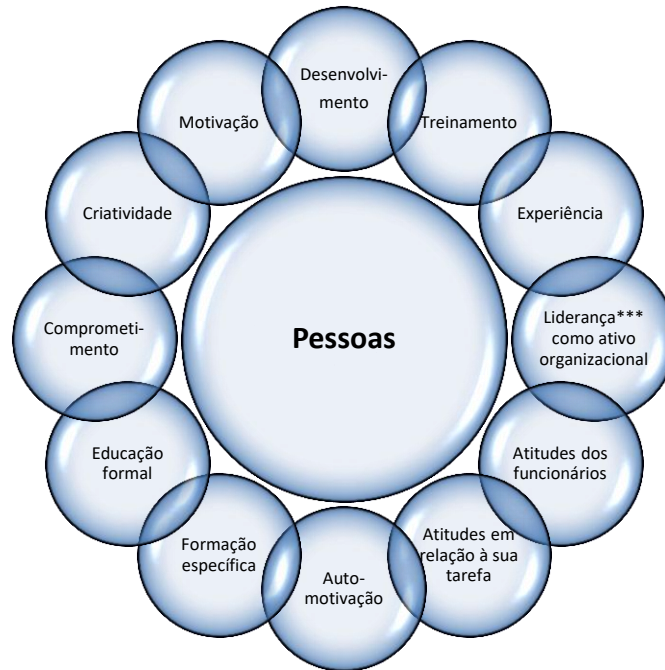 Desenvolvi-
mento
Treinamento
Experiência
Liderança***
como ativo
organizacional
Atitudes dos
funcionários
Atitudes em
relação à sua
tarefa
Auto-
motivação
Formação
específica
Educação
formal
Comprometi-
mento
Criatividade
Motivação
Pessoas